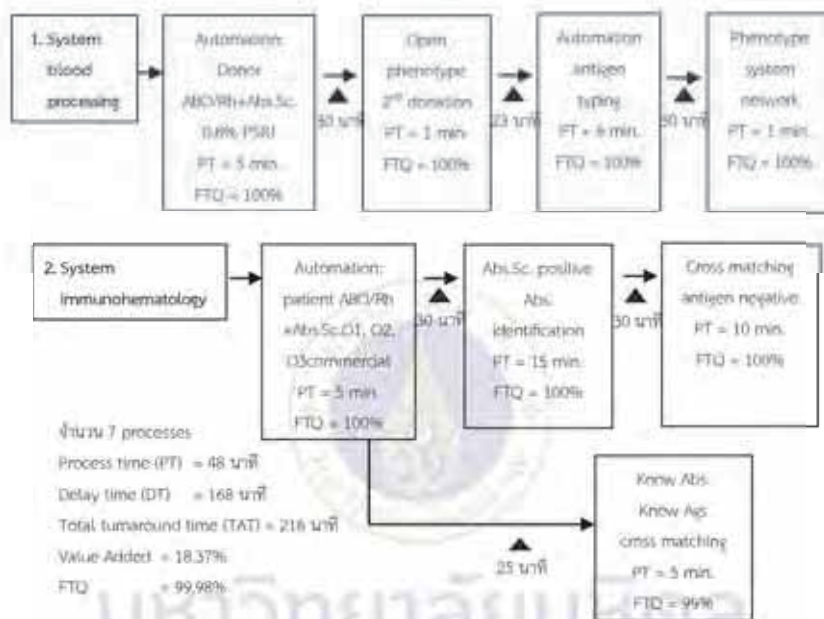 1. System
blood
processing
Automation:
Donor
ABO/Rh+Abs.Sc.
0.8% PSRI
PT = 5 min.
FTQ = 100%
30 นาที
Open
phenotype
2nd donation
PT = 1 min
FTQ = 100%
23 นาที
Automation
antigen
typing
PT = 6 min.
FTQ = 100%
30 นาที
Phenotype
system
network
PT = 1 min.
FTQ = 100%
2. System
immunohematology
Automation:
patient ABO/Rh
+Abs.Sc.O1, O2,
O3commercial
PT = 5 min
FTQ = 100%
30 นาที
Abs.Sc. positive
Abs.
identification
PT = 15 min.
FTQ = 100%
30 นาที
Cross matching
antigen negative
PT = 10 min.
FTQ = 100%
จำนวน 7 processes
Process time (PT) = 48 นาที
Delay time (DT) = 168 นาที
Total turnaround time (TAT) = 216 นาที
Value Added = 18.37%
FTQ = 99.98%
25 นาที
Know Abs
Know Ags
cross matching
PT = 5 min.
FTQ = 99%